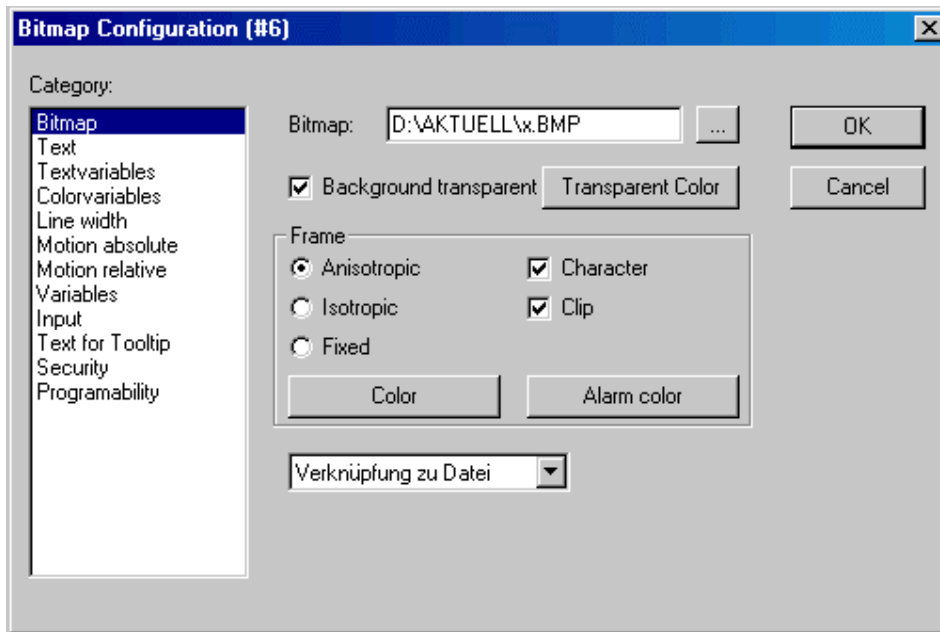 Bitmap Configuration (#6)
Category:
Bitmap
Text
Textvariables
Colorvariables
Line width
Motion absolute
Motion relative
Variables
Input
Text for Tooltip
Security
Programability
Bitmap: D:\AKTUELL\x.BMP ... OK
Background transparent Transparent Color Cancel
Frame
Anisotropic Character
Isotropic Clip
Fixed
Color Alarm color
Verknüpfung zu Datei